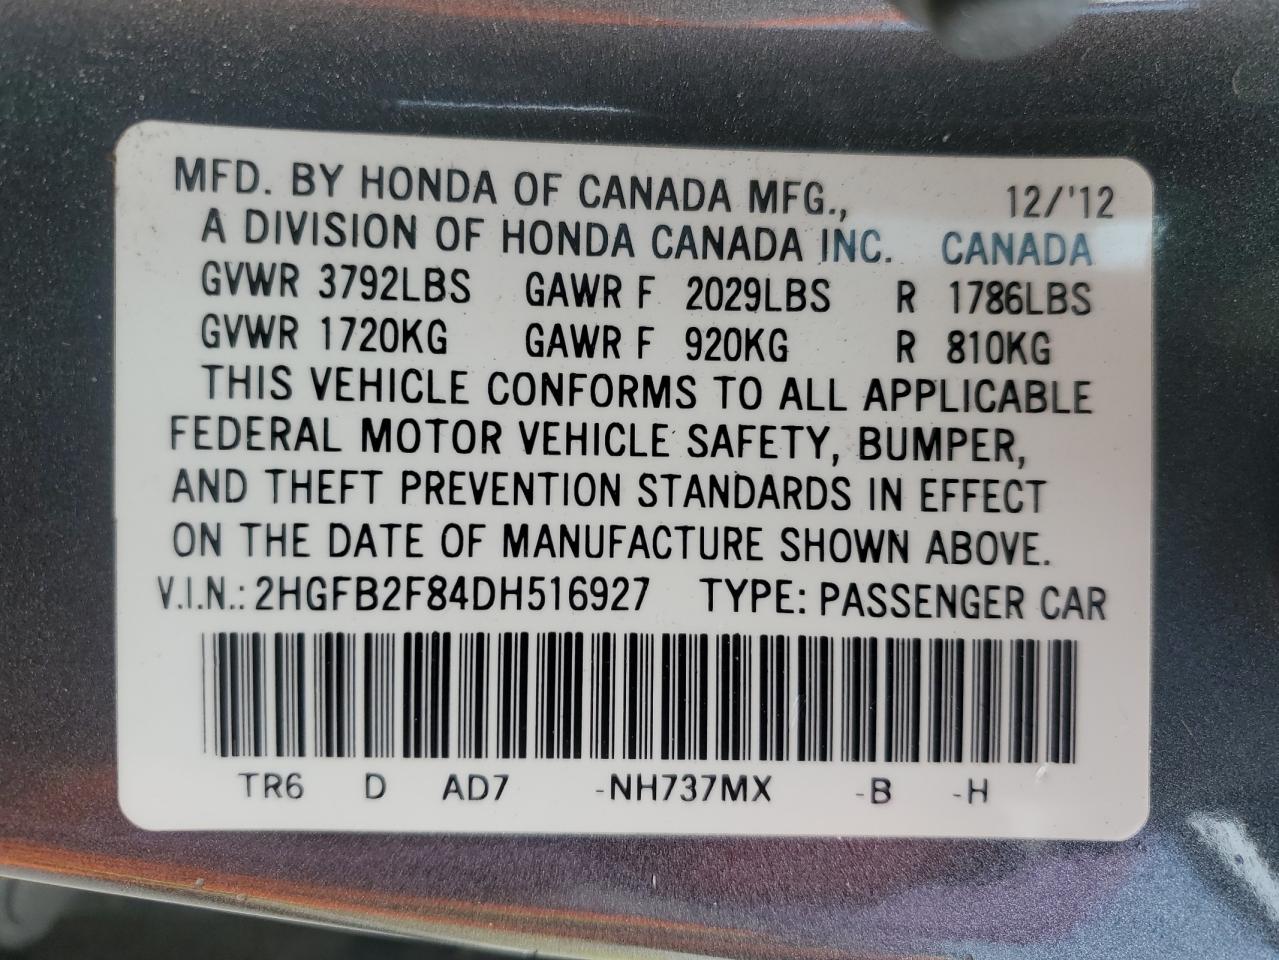 MFD. BY HONDA OF CANADA MFG., 12/'12
A DIVISION OF HONDA CANADA INC. CANADA
GVWR 3792LBS GAWR F 2029LBS R 1786LBS
GVWR 1720KG GAWR F 920KG R 810KG
THIS VEHICLE CONFORMS TO ALL APPLICABLE
FEDERAL MOTOR VEHICLE SAFETY, BUMPER,
AND THEFT PREVENTION STANDARDS IN EFFECT
ON THE DATE OF MANUFACTURE SHOWN ABOVE.
V.I.N.: 2HGFB2F84DH516927 TYPE: PASSENGER CAR
TR6 D AD7 -NH737MX -B -H